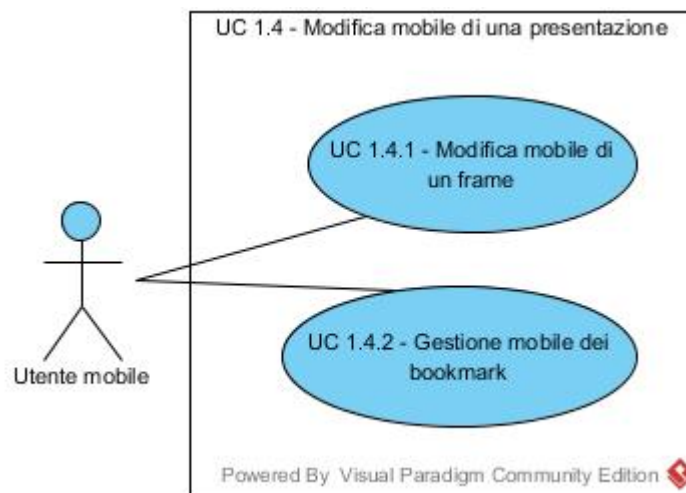 UC 1.4 - Modifica mobile di una presentazione
UC 1.4.1 - Modifica mobile di
un frame
Utente mobile
UC 1.4.2 - Gestione mobile dei
bookmark
Powered By Visual Paradigm Community Edition